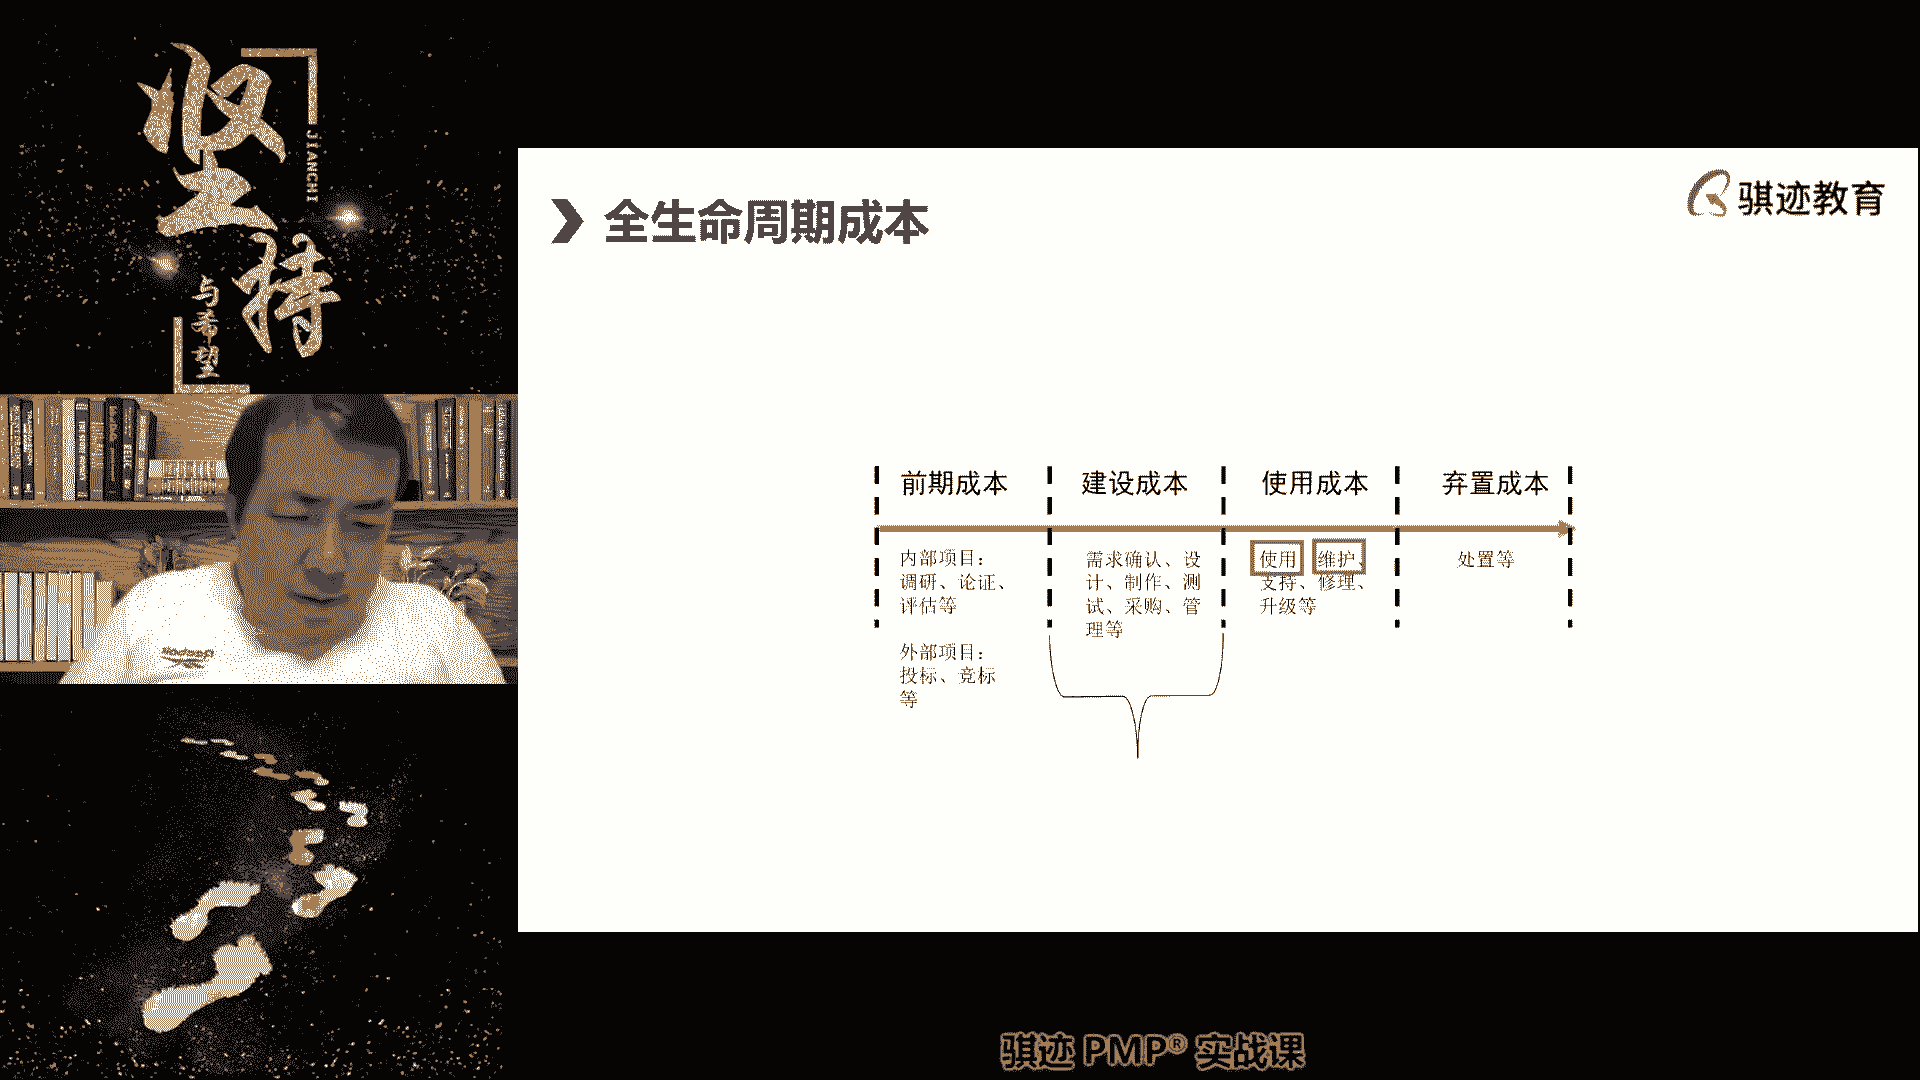 坚持
JIANCHI
与希望
骐迹教育
全生命周期成本
前期成本
内部项目：
调研、论证、
评估等
外部项目：
投标、竞标
等
建设成本
需求确认、设
计、制作、测
试、采购、管
理等
使用成本
使用、维护、
支持、修理、
升级等
弃置成本
处置等
Reebok
骐迹 PMP® 实战课